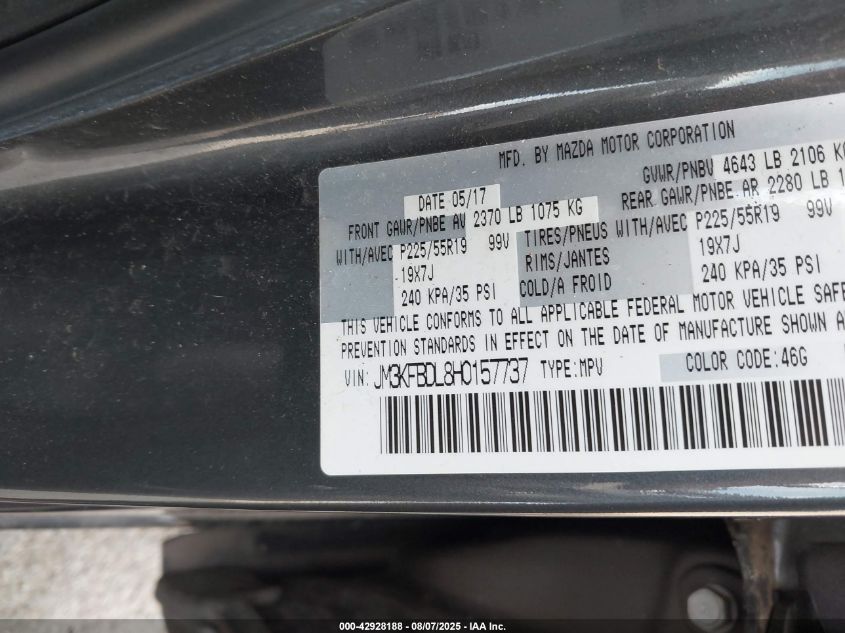 MFD. BY MAZDA MOTOR CORPORATION
DATE 05/17 GVWR/PNBV 4643 LB 2106 KG
FRONT GAWR/PNBE AV 2370 LB 1075 KG REAR GAWR/PNBE AR 2280 LB
WITH/AVEC P225/55R19 99V TIRES/PNEUS WITH/AVEC P225/55R19 99V
19X7J RIMS/JANTES 19X7J
240 KPA/35 PSI COLD/A FROID 240 KPA/35 PSI
THIS VEHICLE CONFORMS TO ALL APPLICABLE FEDERAL MOTOR VEHICLE
PREVENTION STANDARDS IN EFFECT ON THE DATE OF MANUFACTURE SHOWN
VIN: JM3KFBDL8H0157737 TYPE:MPV COLOR CODE:46G
000-42928188 - 08/07/2025 - IAA Inc.